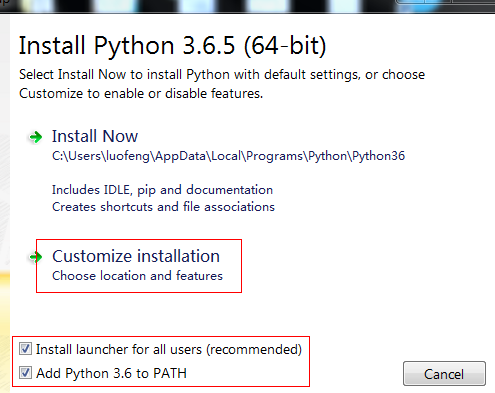 Install Python 3.6.5 (64-bit)
Select Install Now to install Python with default settings, or choose
Customize to enable or disable features.
Install Now
C:\Users\luofeng\AppData\Local\Programs\Python\Python36
Includes IDLE, pip and documentation
Creates shortcuts and file associations
Customize installation
Choose location and features
Install launcher for all users (recommended)
Add Python 3.6 to PATH
Cancel